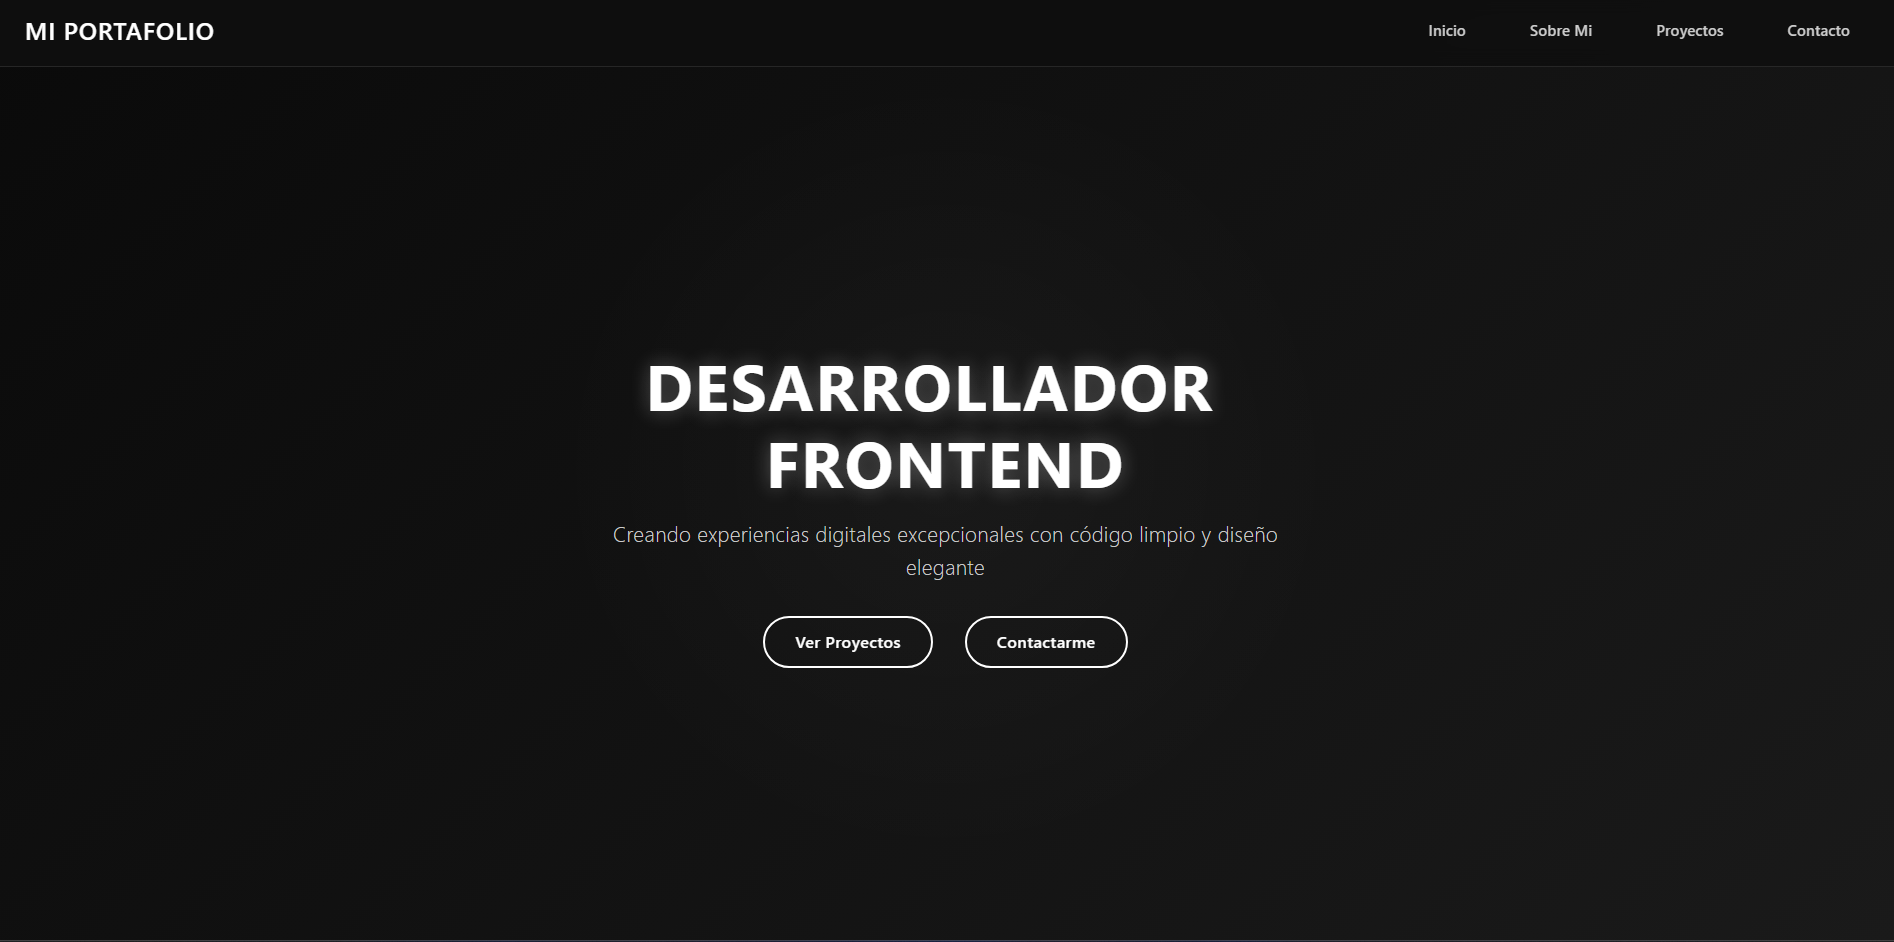 MI PORTAFOLIO
Inicio
Sobre Mi
Proyectos
Contacto
DESARROLLADOR
FRONTEND
Creando experiencias digitales excepcionales con código limpio y diseño
elegante
Ver Proyectos
Contactarme